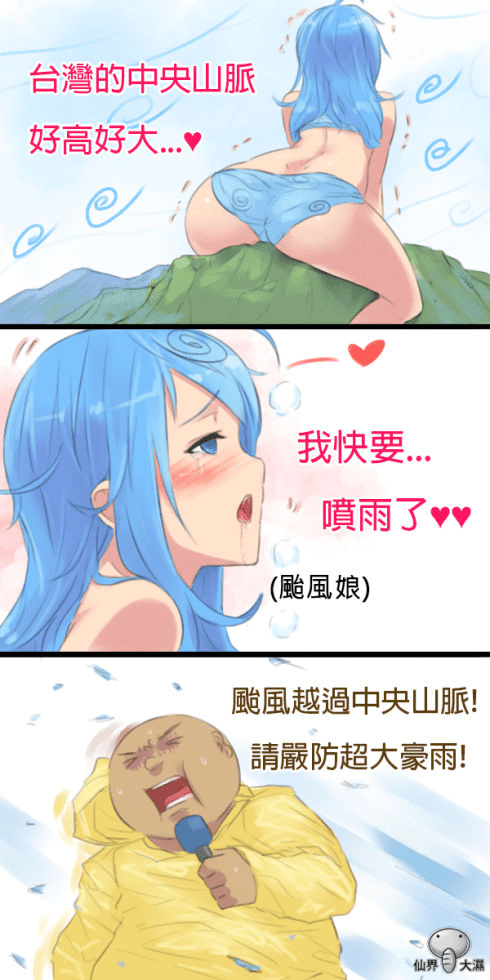 台灣的中央山脈
好高好大...♥
我快要...
噴雨了♥♥
(颱風娘)
颱風越過中央山脈!
請嚴防超大豪雨!
仙界大濕